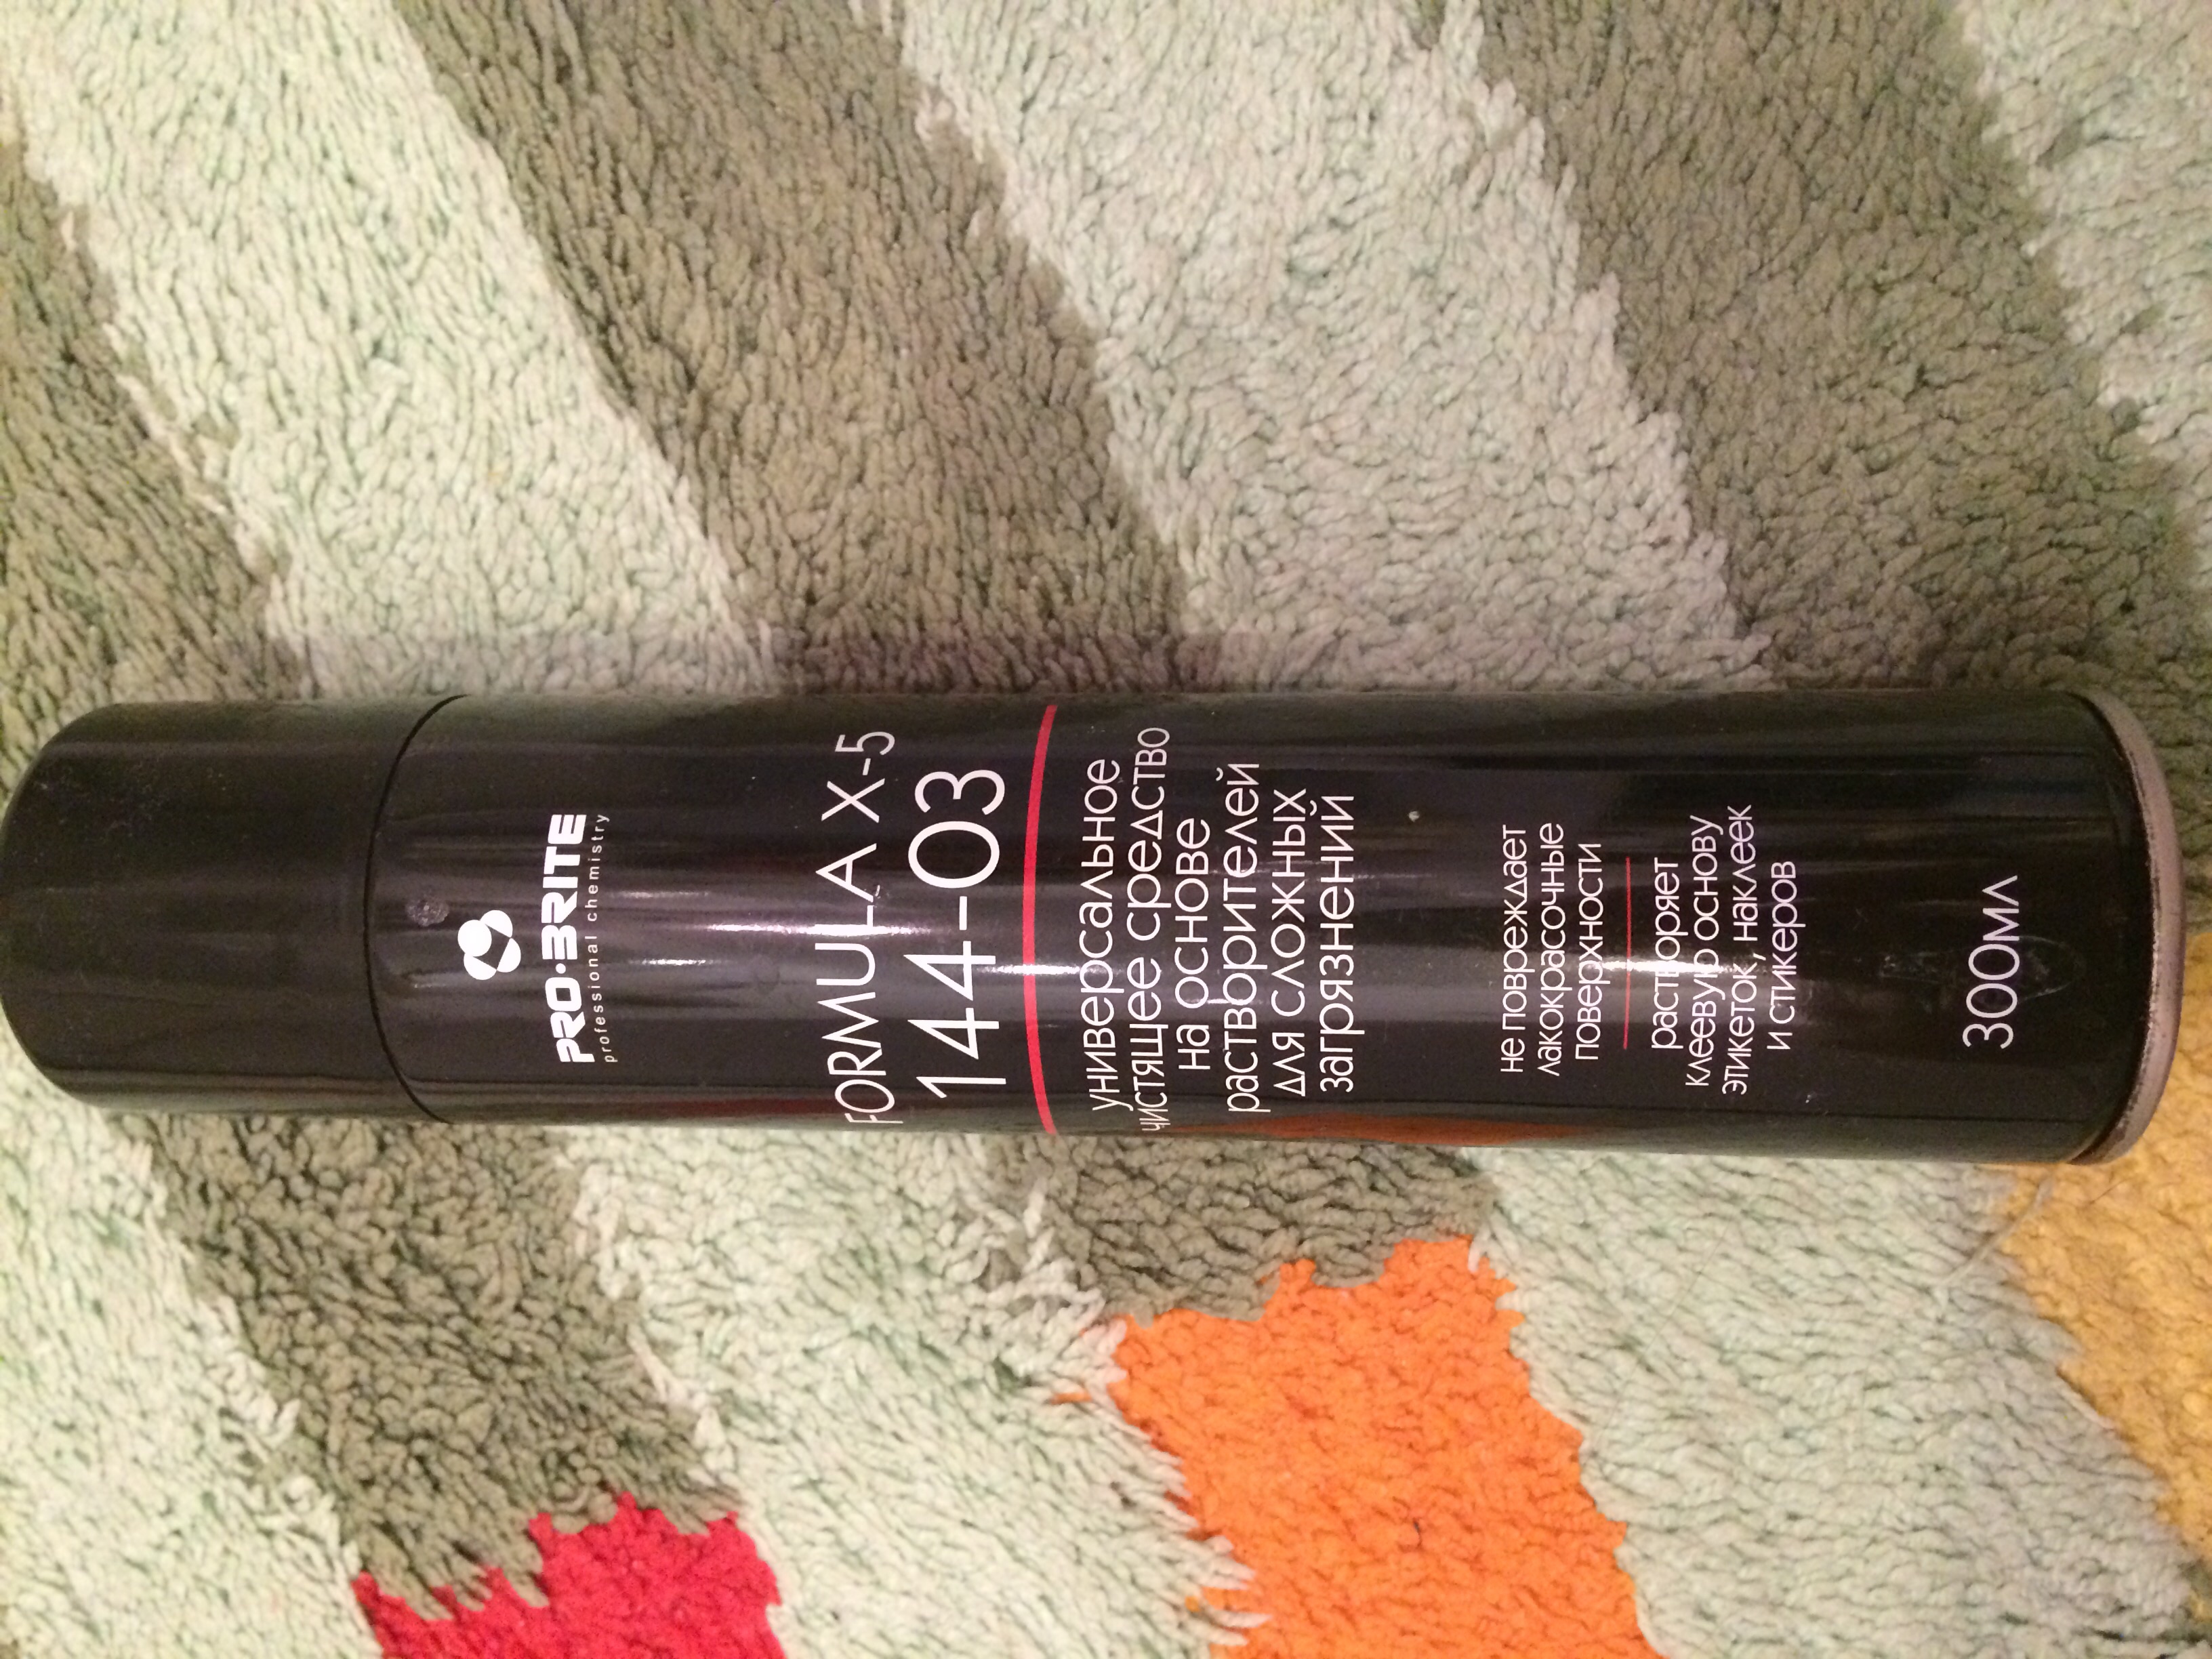 PRO·BRITE
professional chemistry
FORMULA X-5
14-03
универсальное
чистящее средство
на основе
растворителей
для сложных
загрязнений
не повреждает
лакокрасочные
поверхности
растворяет
клеевую основу
этикеток, наклеек
и стикеров
300мл